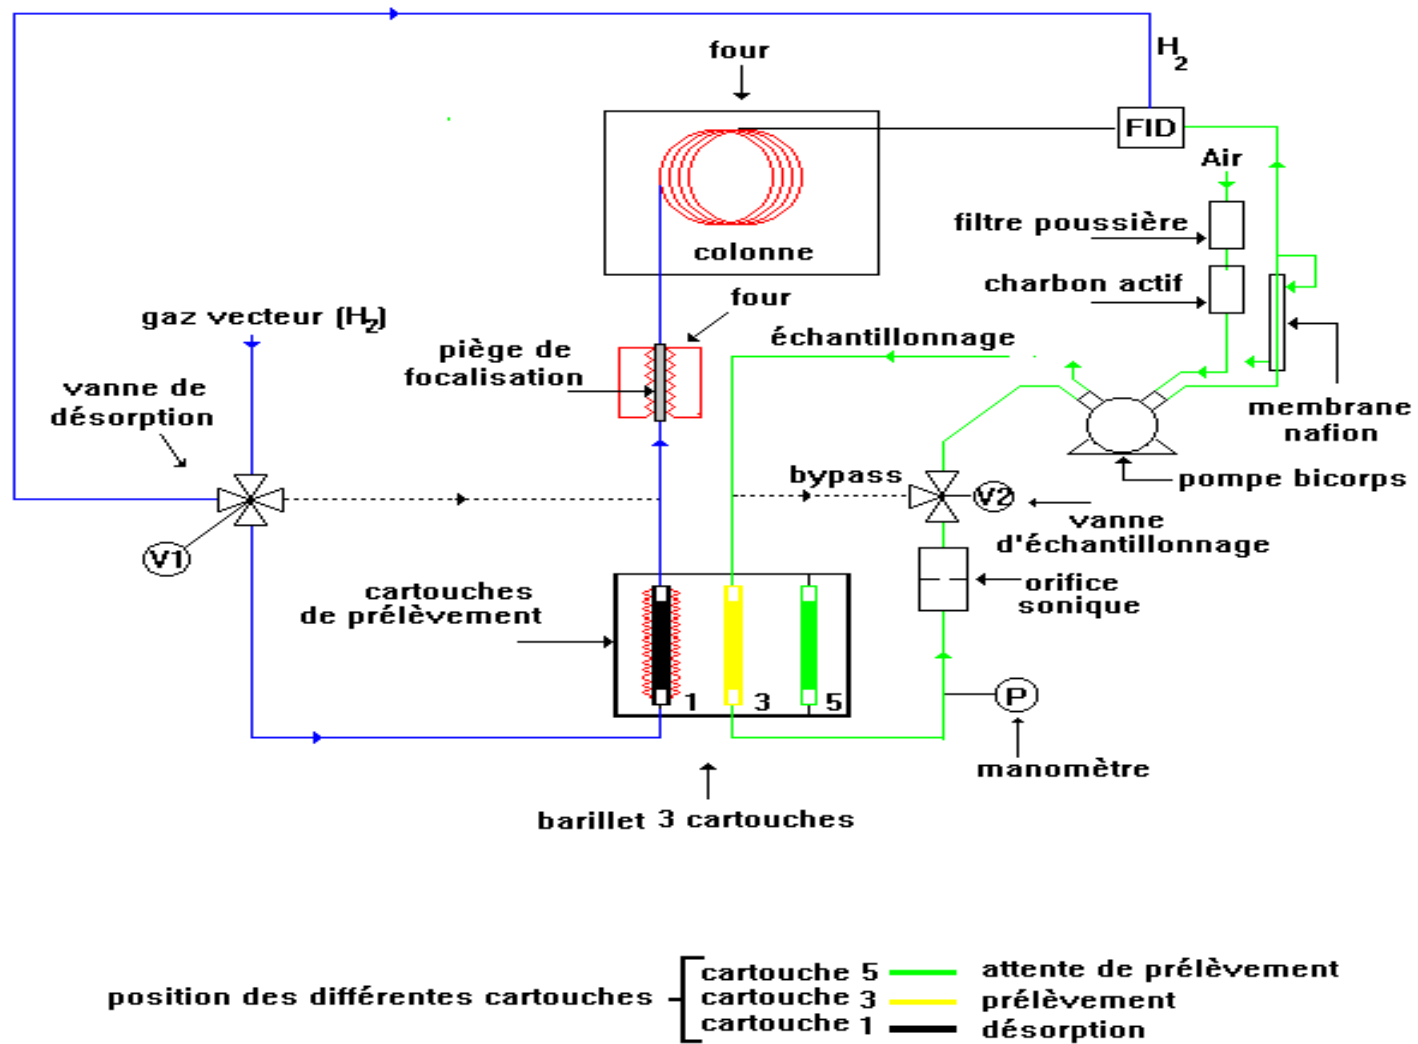 H2
four
FID
Air
filtre poussière
colonne
charbon actif
four
gaz vecteur (H2)
échantillonnage
piège de
focalisation
vanne de
désorption
membrane
nafion
bypass
pompe bicorps
V2
vanne
d'échantillonnage
V1
orifice
sonique
cartouches
de prélèvement
1
3
5
P
manomètre
barillet 3 cartouches
cartouche 5 attente de prélèvement
position des différentes cartouches cartouche 3 prélèvement
cartouche 1 désorption